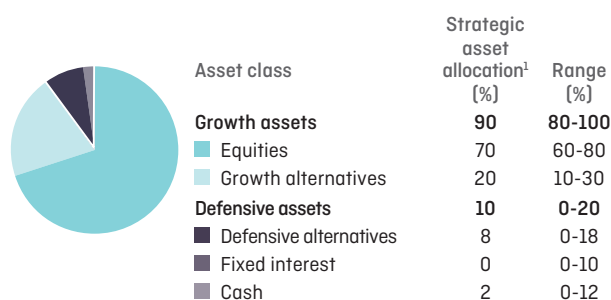 Strategic
asset
Asset class allocation¹ Range
(%) (%)
Growth assets 90 80-100
Equities 70 60-80
Growth alternatives 20 10-30
Defensive assets 10 0-20
Defensive alternatives 8 0-18
Fixed interest 0 0-10
Cash 2 0-12